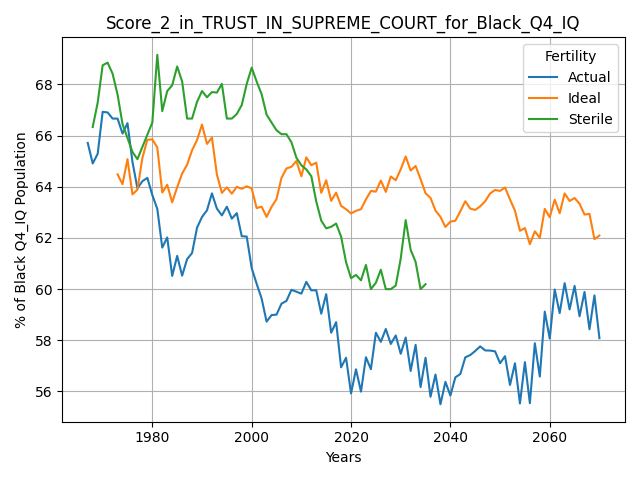 Score_2_in_TRUST_IN_SUPREME_COURT_for_Black_Q4_IQ
Fertility
Actual
Ideal
Sterile
% of Black Q4_IQ Population
68
66
64
62
60
58
56
1980
2000
2020
2040
2060
Years